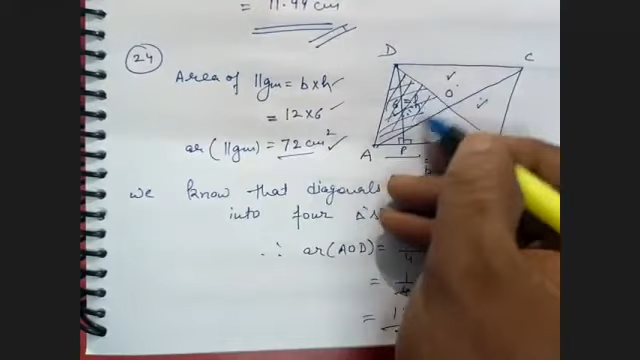 = 11.94 cm
24
Area of ||gm = b x h ✓
= 12 x 6 ✓
ar (||gm) = 72 cm² ✓
D
C
O
A
P
we know that diagonals
into four Δ's
∴ ar (AOD) =